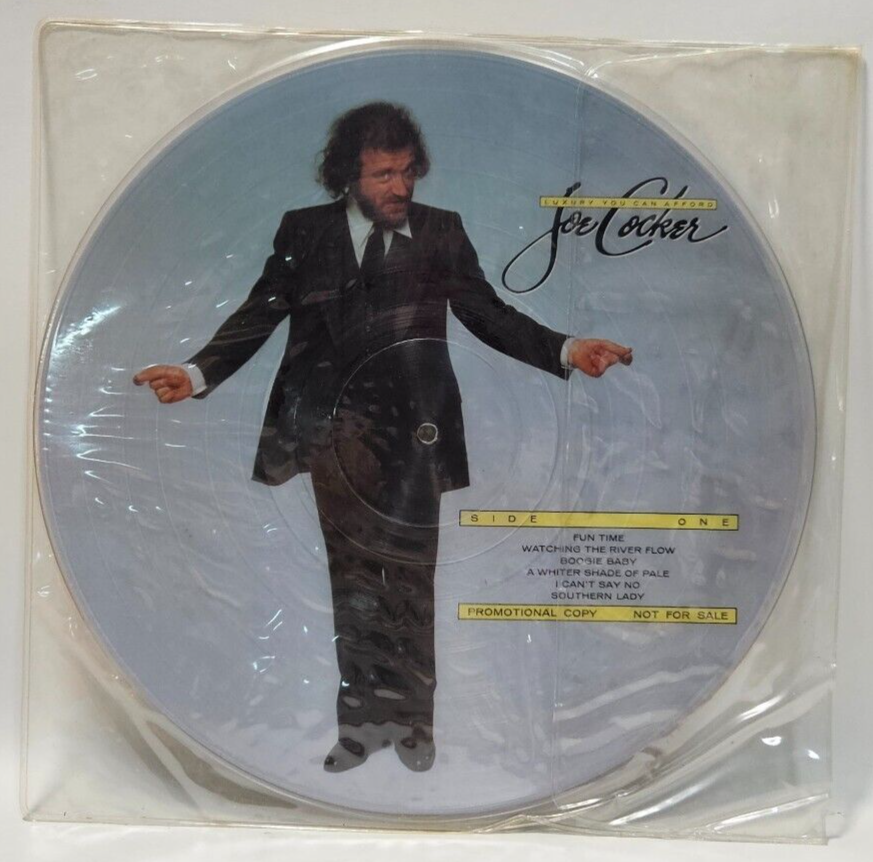 LUXURY YOU CAN AFFORD
Joe Cocker
SIDE ONE
FUN TIME
WATCHING THE RIVER FLOW
BOOGIE BABY
A WHITER SHADE OF PALE
I CAN'T SAY NO
SOUTHERN LADY
PROMOTIONAL COPY NOT FOR SALE